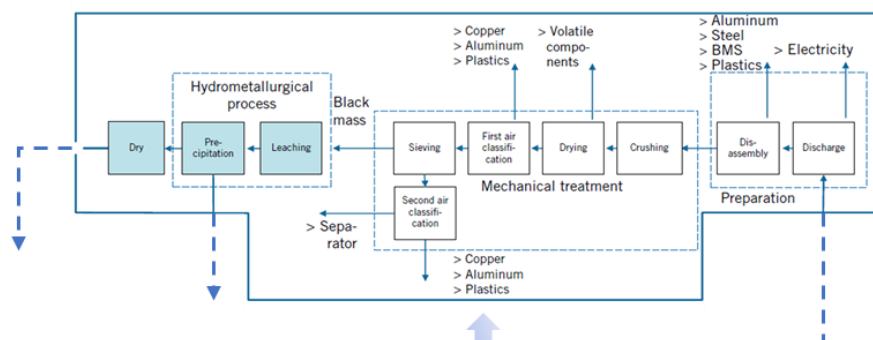 > Copper
> Aluminum
> Plastics
> Volatile
compo-
nents
> Aluminum
> Steel
> BMS
> Plastics
> Electricity
Hydrometallurgical
process
Black
mass
Dry
Pre-
cipitation
Leaching
Sieving
First air
classifi-
cation
Drying
Crushing
Dis-
assembly
Discharge
Mechanical treatment
Preparation
Second air
classifi-
cation
> Sepa-
rator
> Copper
> Aluminum
> Plastics